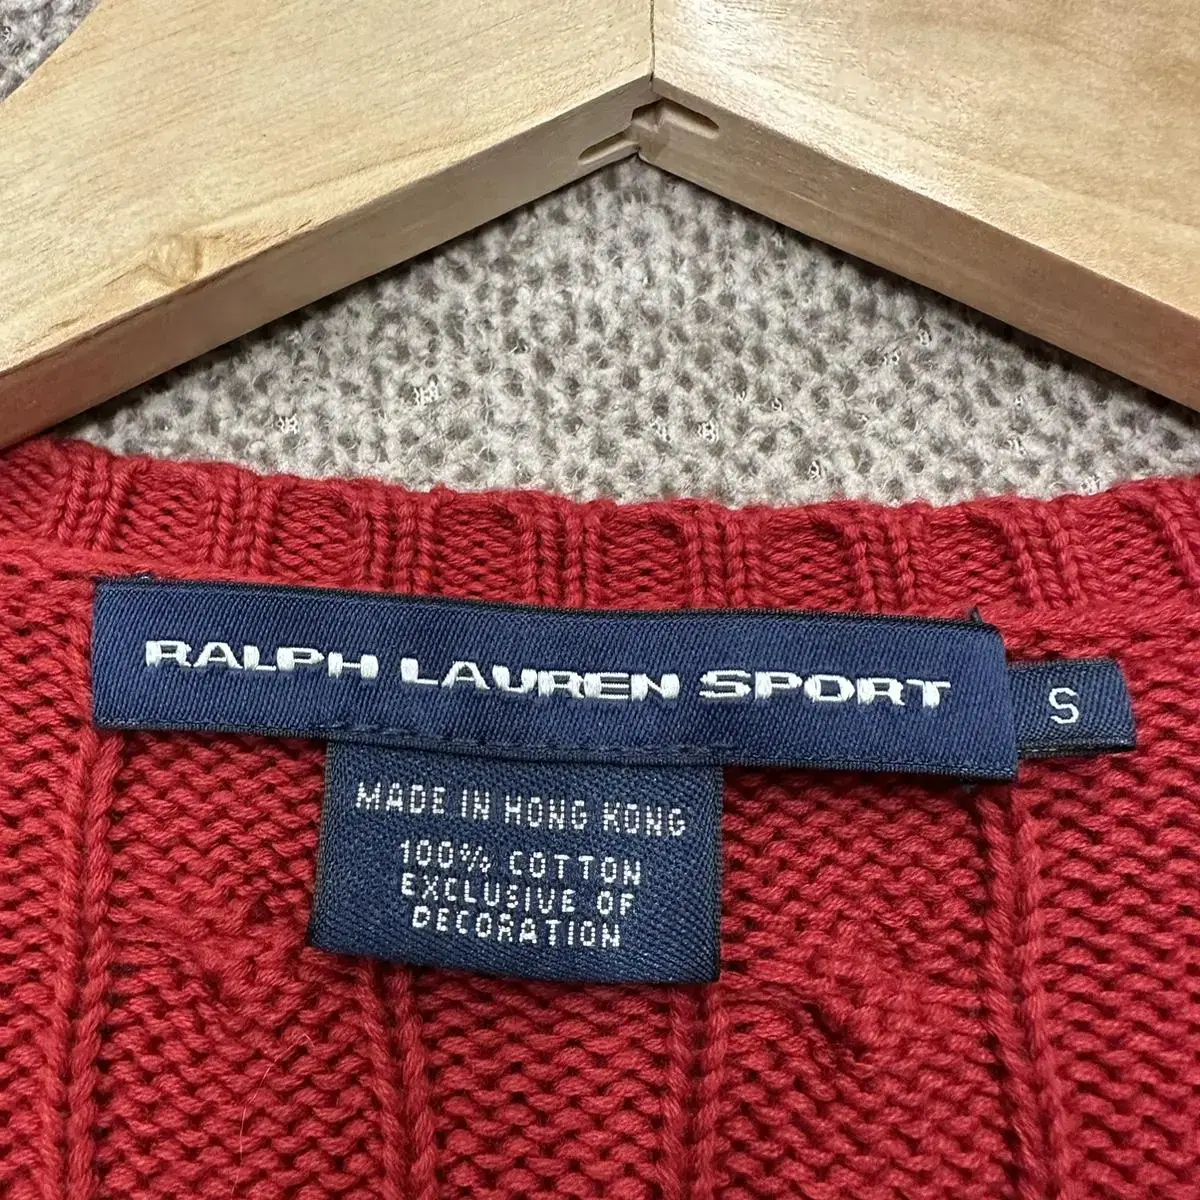 RALPH LAUREN SPORT
S
MADE IN HONG KONG
100% COTTON
EXCLUSIVE OF
DECORATION